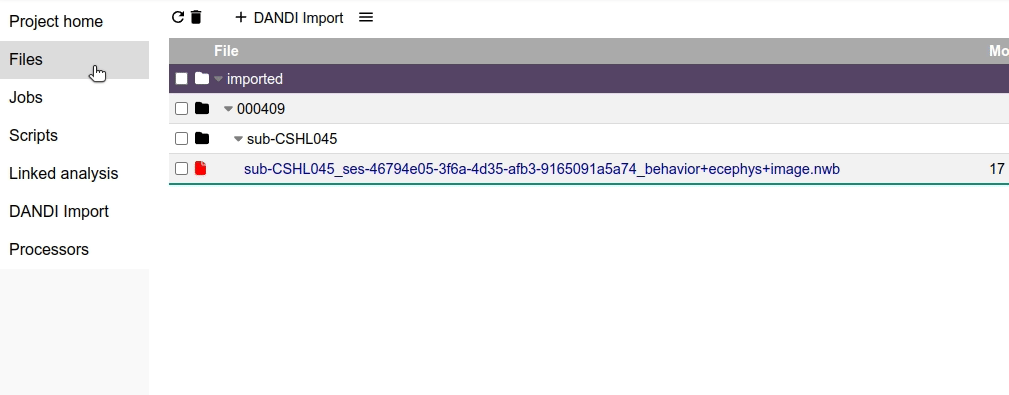 Project home
Files
Jobs
Scripts
Linked analysis
DANDI Import
Processors
+ DANDI Import
File Mo
imported
000409
sub-CSHL045
sub-CSHL045_ses-46794e05-3f6a-4d35-afb3-9165091a5a74_behavior+ecephys+image.nwb 17